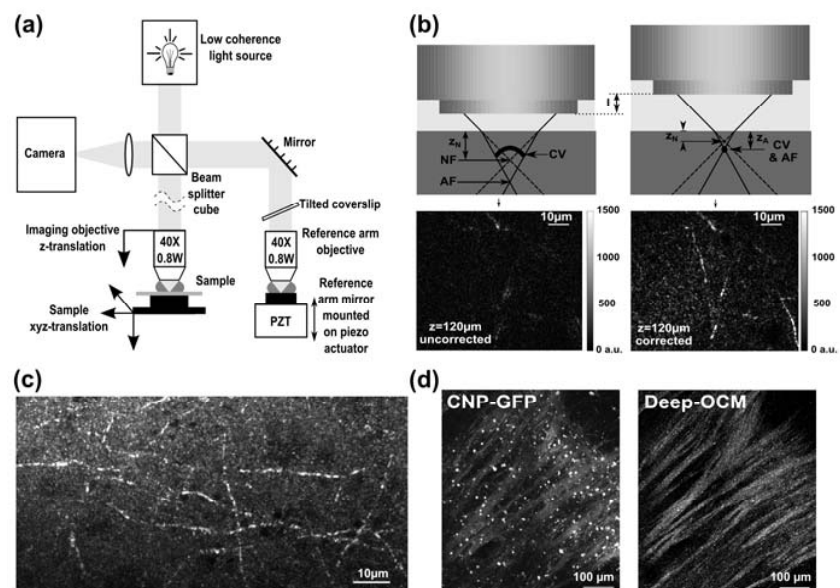 (a)
Low coherence
light source
Camera
Mirror
Beam
splitter
cube
Tilted coverslip
Imaging objective
z-translation
40X
0.8W
Sample
Sample
xyz-translation
40X
0.8W
Reference arm
objective
PZT
Reference
arm mirror
mounted
on piezo
actuator
(b)
zN
NF
AF
CV
l
zN
zA
CV
& AF
10µm
z=120µm
uncorrected
1500
1000
500
0 a.u.
10µm
z=120µm
corrected
1500
1000
500
0 a.u.
(c)
10µm
(d)
CNP-GFP
100 µm
Deep-OCM
100 µm